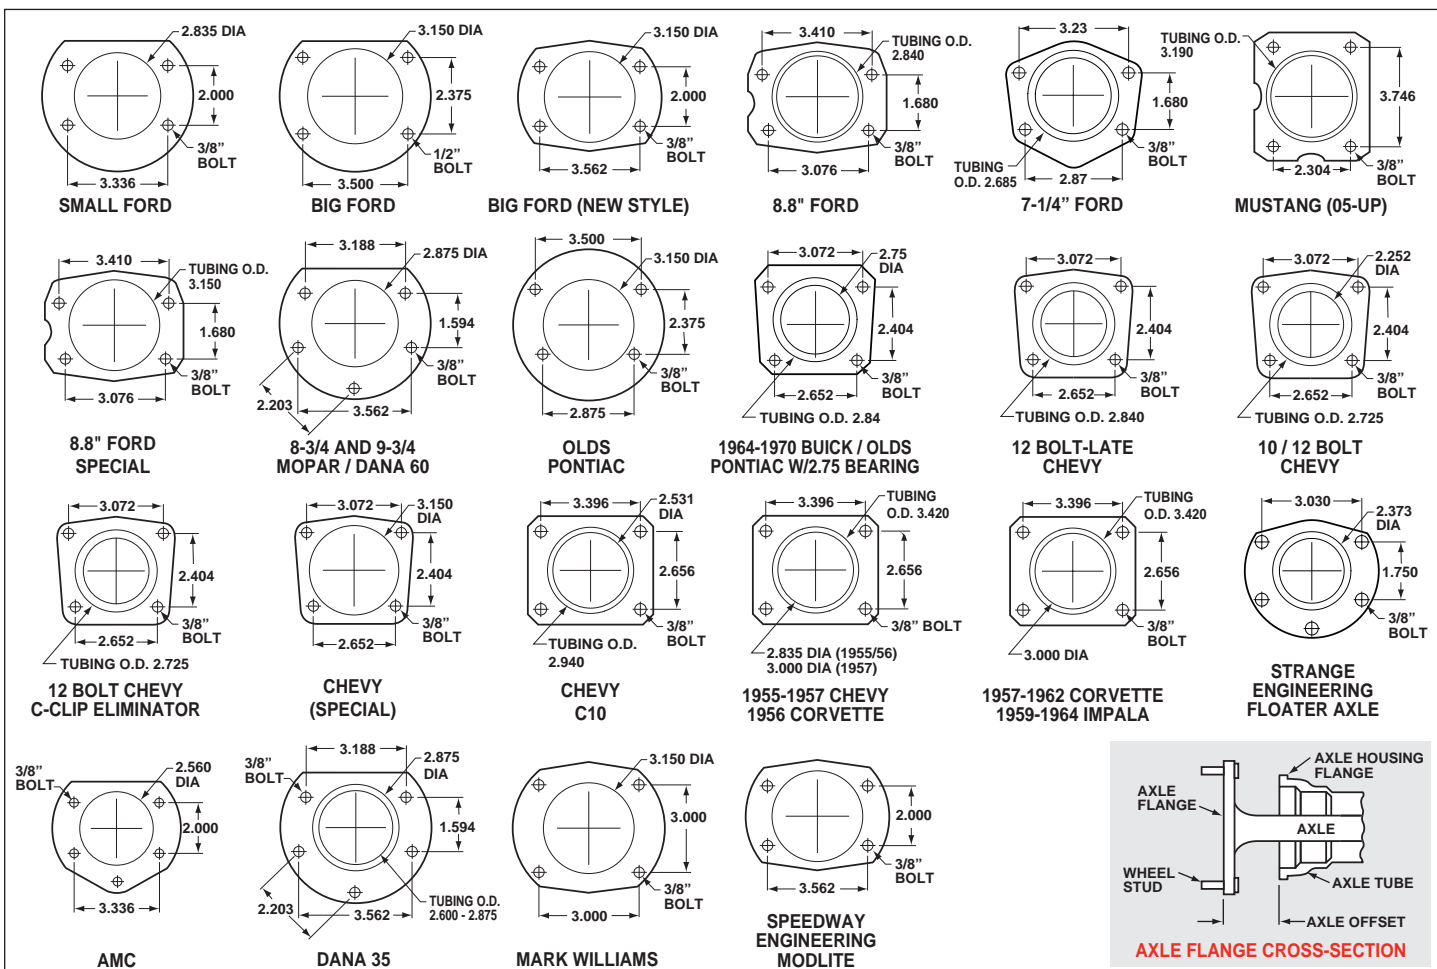 2.835 DIA
2.000
3/8”
BOLT
3.336
SMALL FORD
3.150 DIA
2.375
1/2”
BOLT
3.500
BIG FORD
3.150 DIA
2.000
3/8”
BOLT
3.562
BIG FORD (NEW STYLE)
3.410
TUBING O.D.
2.840
1.680
3/8”
BOLT
3.076
8.8" FORD
3.23
1.680
3/8”
BOLT
TUBING
O.D. 2.685
2.87
7-1/4” FORD
TUBING O.D.
3.190
3.746
3/8”
BOLT
2.304
MUSTANG (05-UP)
3.410
TUBING O.D.
3.150
1.680
3/8”
BOLT
3.076
8.8" FORD
SPECIAL
3.188
2.875 DIA
1.594
3/8”
BOLT
2.203
3.562
8-3/4 AND 9-3/4
MOPAR / DANA 60
3.500
3.150 DIA
2.375
3/8”
BOLT
2.875
OLDS
PONTIAC
3.072
2.75
DIA
2.404
3/8”
BOLT
2.652
TUBING O.D. 2.84
1964-1970 BUICK / OLDS
PONTIAC W/2.75 BEARING
3.072
2.404
3/8”
BOLT
2.652
TUBING O.D. 2.840
12 BOLT-LATE
CHEVY
3.072
2.252
DIA
2.404
3/8”
BOLT
2.652
TUBING O.D. 2.725
10 / 12 BOLT
CHEVY
3.072
2.404
3/8”
BOLT
2.652
TUBING O.D. 2.725
12 BOLT CHEVY
C-CLIP ELIMINATOR
3.072
3.150
DIA
2.404
3/8”
BOLT
2.652
CHEVY
(SPECIAL)
3.396
2.531
DIA
2.656
3/8”
BOLT
TUBING O.D.
2.940
CHEVY
C10
3.396
TUBING
O.D. 3.420
2.656
3/8” BOLT
2.835 DIA (1955/56)
3.000 DIA (1957)
1955-1957 CHEVY
1956 CORVETTE
3.396
TUBING
O.D. 3.420
2.656
3/8”
BOLT
3.000 DIA
1957-1962 CORVETTE
1959-1964 IMPALA
3.030
2.373
DIA
1.750
3/8”
BOLT
STRANGE
ENGINEERING
FLOATER AXLE
3/8”
BOLT
2.560
DIA
2.000
3.336
AMC
3/8”
BOLT
3.188
2.875
DIA
1.594
2.203
3.562
TUBING O.D.
2.600 - 2.875
DANA 35
3.150 DIA
3.000
3/8”
BOLT
3.000
MARK WILLIAMS
2.000
3/8”
BOLT
3.562
SPEEDWAY
ENGINEERING
MODLITE
AXLE HOUSING
FLANGE
AXLE
FLANGE
AXLE
WHEEL
STUD
AXLE TUBE
AXLE OFFSET
AXLE FLANGE CROSS-SECTION